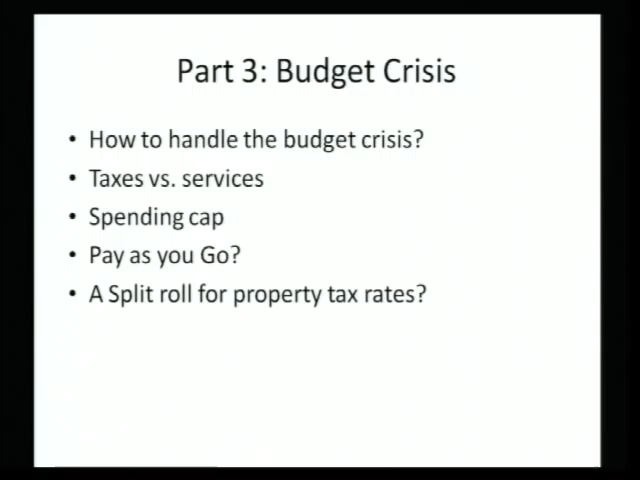 Part 3: Budget Crisis
• How to handle the budget crisis?
• Taxes vs. services
• Spending cap
• Pay as you Go?
• A Split roll for property tax rates?